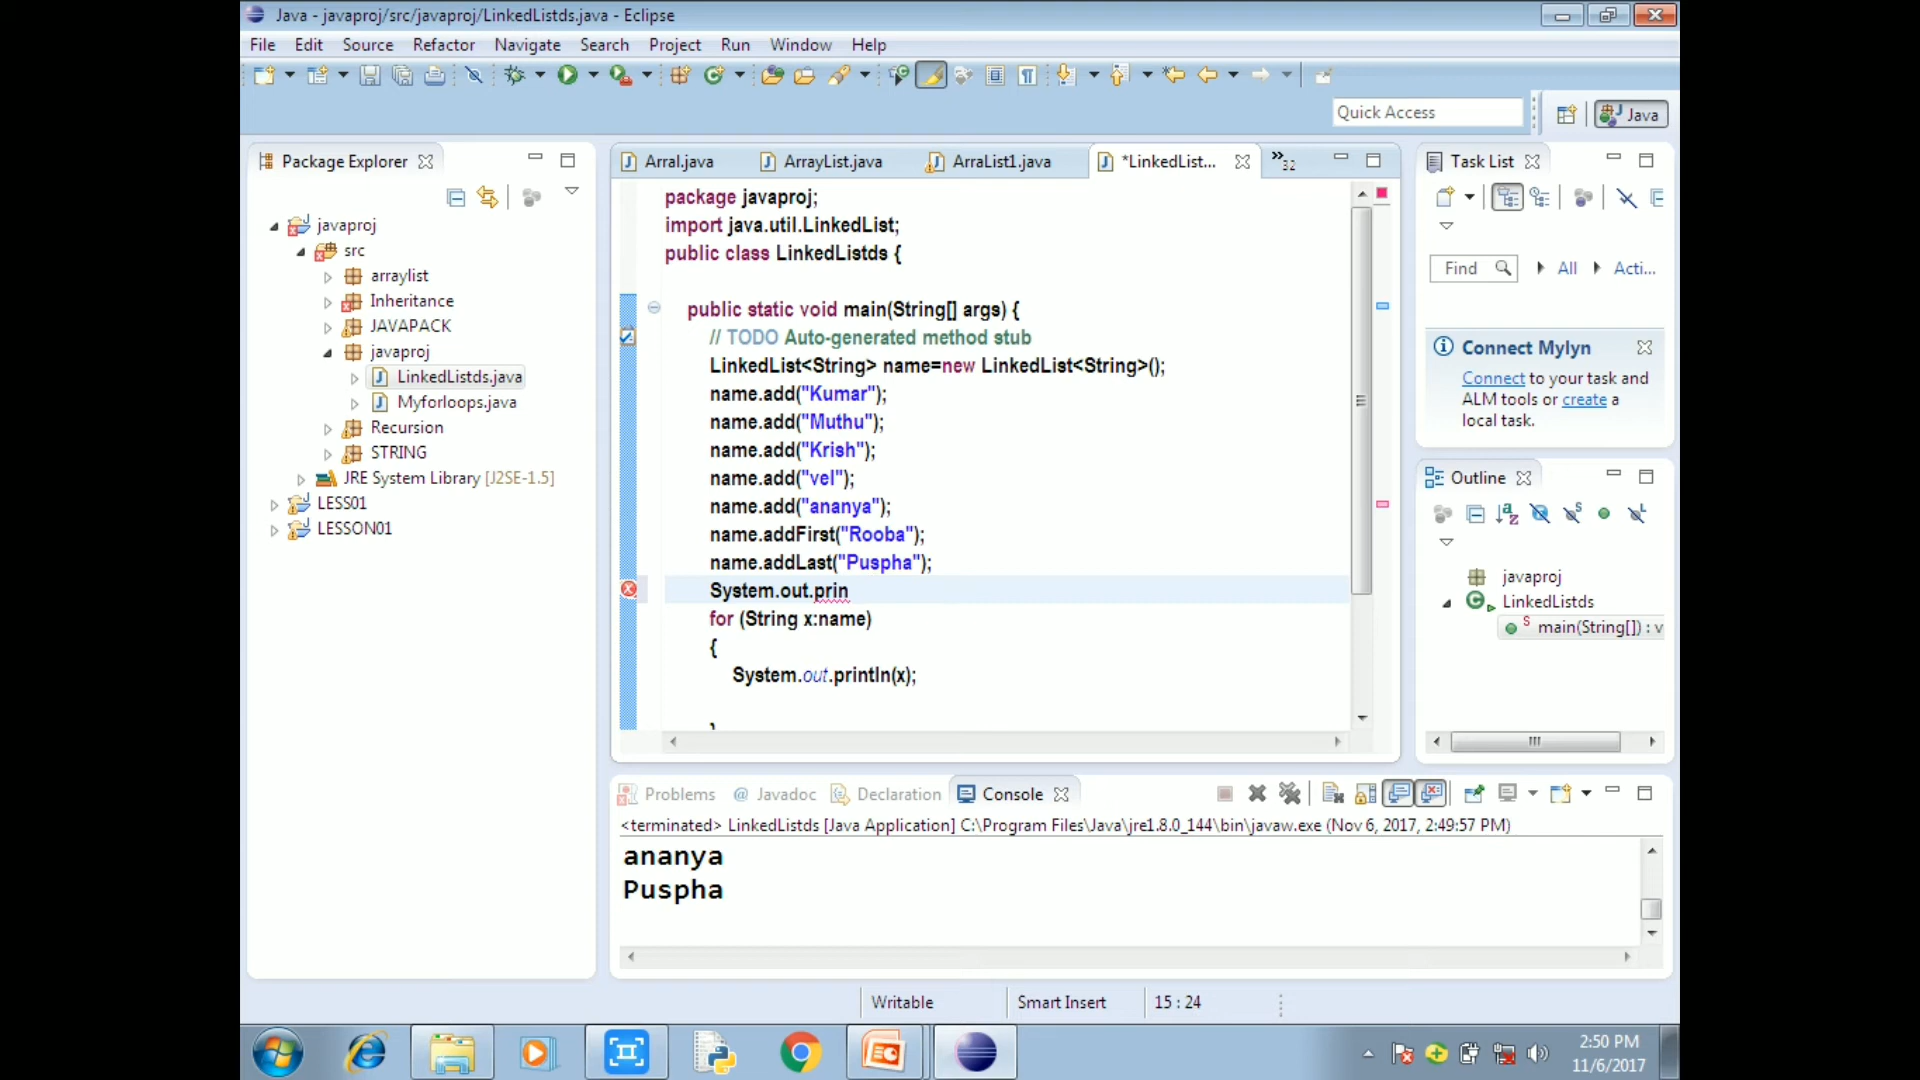 Java - javaproj/src/javaproj/LinkedListds.java - Eclipse
File Edit Source Refactor Navigate Search Project Run Window Help
Quick Access
Java
Package Explorer
javaproj
src
arraylist
Inheritance
JAVAPACK
javaproj
LinkedListds.java
Myforloops.java
Recursion
STRING
JRE System Library [J2SE-1.5]
LESS01
LESSON01
Arral.java ArrayList.java ArraList1.java *LinkedList... »32
package javaproj;
import java.util.LinkedList;
public class LinkedListds {
public static void main(String[] args) {
// TODO Auto-generated method stub
LinkedList<String> name=new LinkedList<String>();
name.add("Kumar");
name.add("Muthu");
name.add("Krish");
name.add("vel");
name.add("ananya");
name.addFirst("Rooba");
name.addLast("Puspha");
System.out.prin
for (String x:name)
{
System.out.println(x);
}
Task List
Find All Acti...
Connect Mylyn
Connect to your task and
ALM tools or create a
local task.
Outline
javaproj
LinkedListds
main(String[]) : v
Problems @ Javadoc Declaration Console
<terminated> LinkedListds [Java Application] C:\Program Files\Java\jre1.8.0_144\bin\javaw.exe (Nov 6, 2017, 2:49:57 PM)
ananya
Puspha
Writable Smart Insert 15 : 24
2:50 PM
11/6/2017